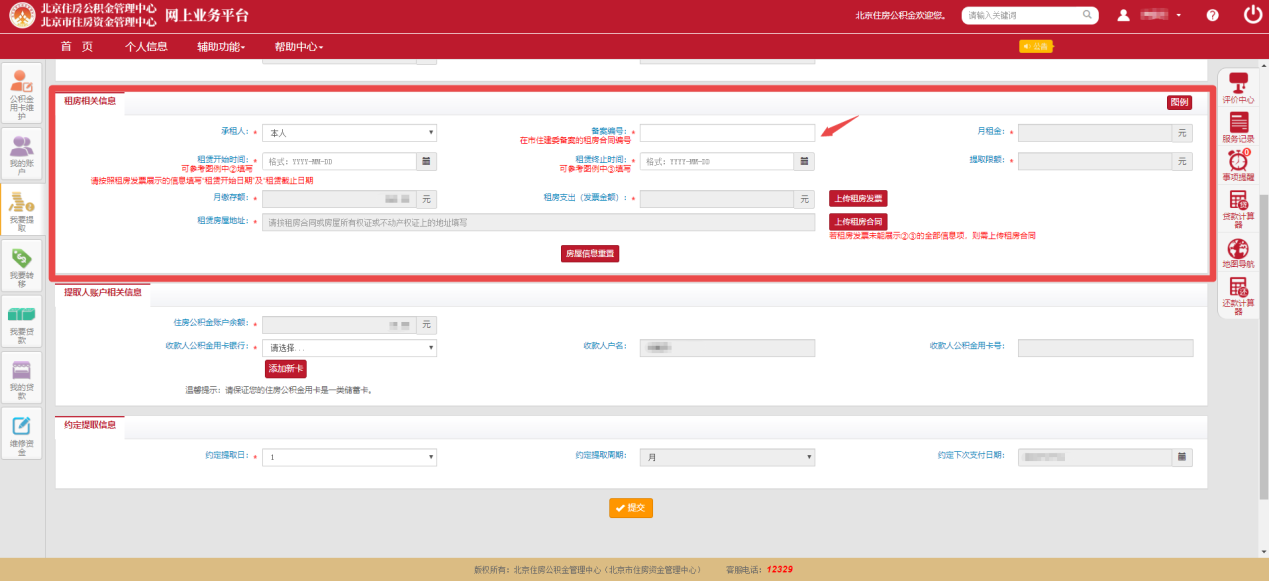 北京住房公积金管理中心
北京市住房资金管理中心
网上业务平台
北京住房公积金欢迎您。
请输入关键词
首 页
个人信息
辅助功能
帮助中心
公告
公积金用卡维护
我的账户
我要提取
我要转移
我要贷款
我的贷款
维修资金
租房相关信息
图例
承租人: *
本人
备案编号: *
在市住建委备案的租房合同编号
月租金: *
元
租赁开始时间: *
可参考图例中②填写
格式: YYYY-MM-DD
租赁终止时间: *
可参考图例中③填写
格式: YYYY-MM-DD
提取限额: *
元
请按照租房发票展示的信息填写"租赁开始日期"及"租赁截止日期
月缴存额: *
元
租房支出(发票金额): *
元
上传租房发票
租赁房屋地址: *
请按租房合同或房屋所有权证或不动产权证上的地址填写
上传租房合同
若租房发票未能展示②③的全部信息项,则需上传租房合同
房屋信息重置
提取人账户相关信息
住房公积金账户余额: *
元
收款人公积金用卡银行: *
请选择...
收款人户名:
收款人公积金用卡号:
添加新卡
温馨提示: 请保证您的住房公积金用卡是一类储蓄卡。
约定提取信息
约定提取日: *
1
约定提取周期:
月
约定下次支付日期:
提交
评价中心
服务记录
0
事项提醒
贷款计算器
地图导航
还款计算器
版权所有: 北京住房公积金管理中心(北京市住房资金管理中心)
客服电话: 12329